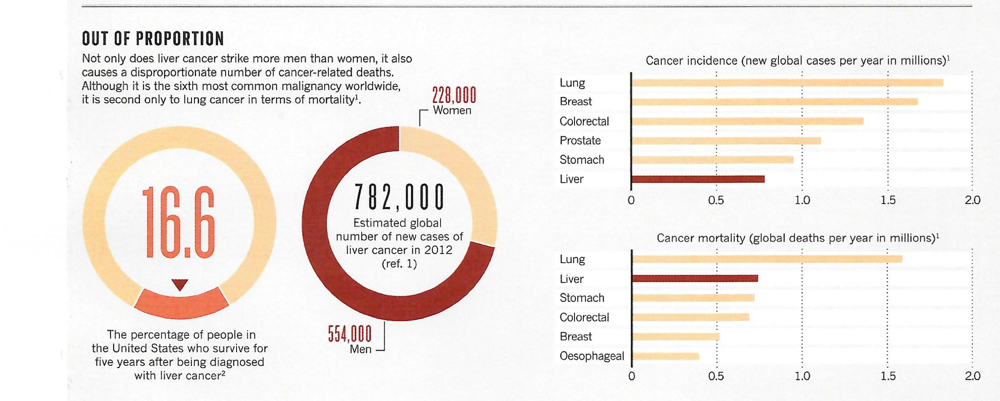 OUT OF PROPORTION
Not only does liver cancer strike more men than women, it also
causes a disproportionate number of cancer-related deaths.
Although it is the sixth most common malignancy worldwide,
it is second only to lung cancer in terms of mortality¹.
16.6
The percentage of people in
the United States who survive for
five years after being diagnosed
with liver cancer²
228,000
Women
782,000
Estimated global
number of new cases of
liver cancer in 2012
(ref. 1)
554,000
Men
Cancer incidence (new global cases per year in millions)¹
Lung
Breast
Colorectal
Prostate
Stomach
Liver
0 0.5 1.0 1.5 2.0
Cancer mortality (global deaths per year in millions)¹
Lung
Liver
Stomach
Colorectal
Breast
Oesophageal
0 0.5 1.0 1.5 2.0